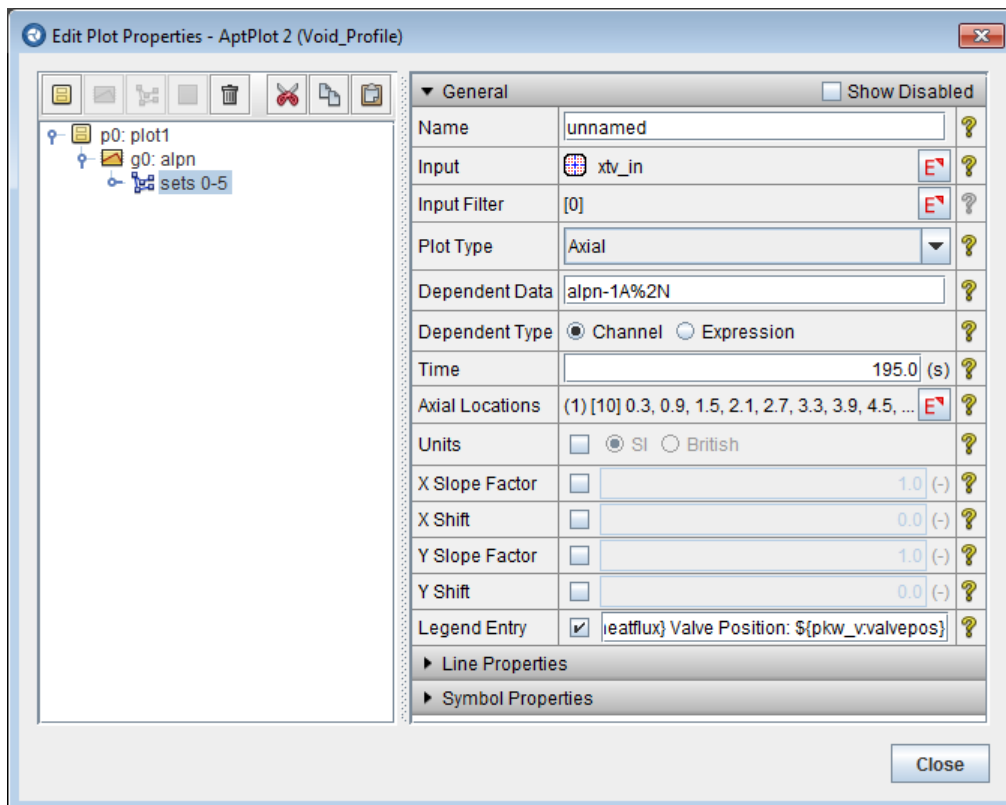 Edit Plot Properties - AptPlot 2 (Void_Profile)
p0: plot1
g0: alpn
sets 0-5
General
Show Disabled
Name unnamed
Input xtv_in E
Input Filter [0] E
Plot Type Axial
Dependent Data alpn-1A%2N
Dependent Type Channel Expression
Time 195.0 (s)
Axial Locations (1) [10] 0.3, 0.9, 1.5, 2.1, 2.7, 3.3, 3.9, 4.5, ... E
Units SI British
X Slope Factor 1.0 (-)
X Shift 0.0 (-)
Y Slope Factor 1.0 (-)
Y Shift 0.0 (-)
Legend Entry eatflux} Valve Position: ${pkw_v:valvepos}
Line Properties
Symbol Properties
Close